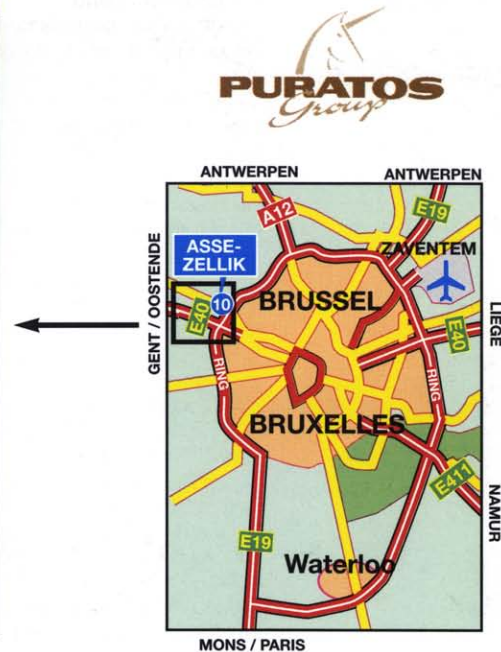 PURATOS
Group
ANTWERPEN
ANTWERPEN
A12
E19
ASSE-
ZELLIK
ZAVENTEM
10
GENT / OOSTENDE
E40
BRUSSEL
LIEGE
E40
RING
RING
BRUXELLES
E411
NAMUR
E19
Waterloo
MONS / PARIS